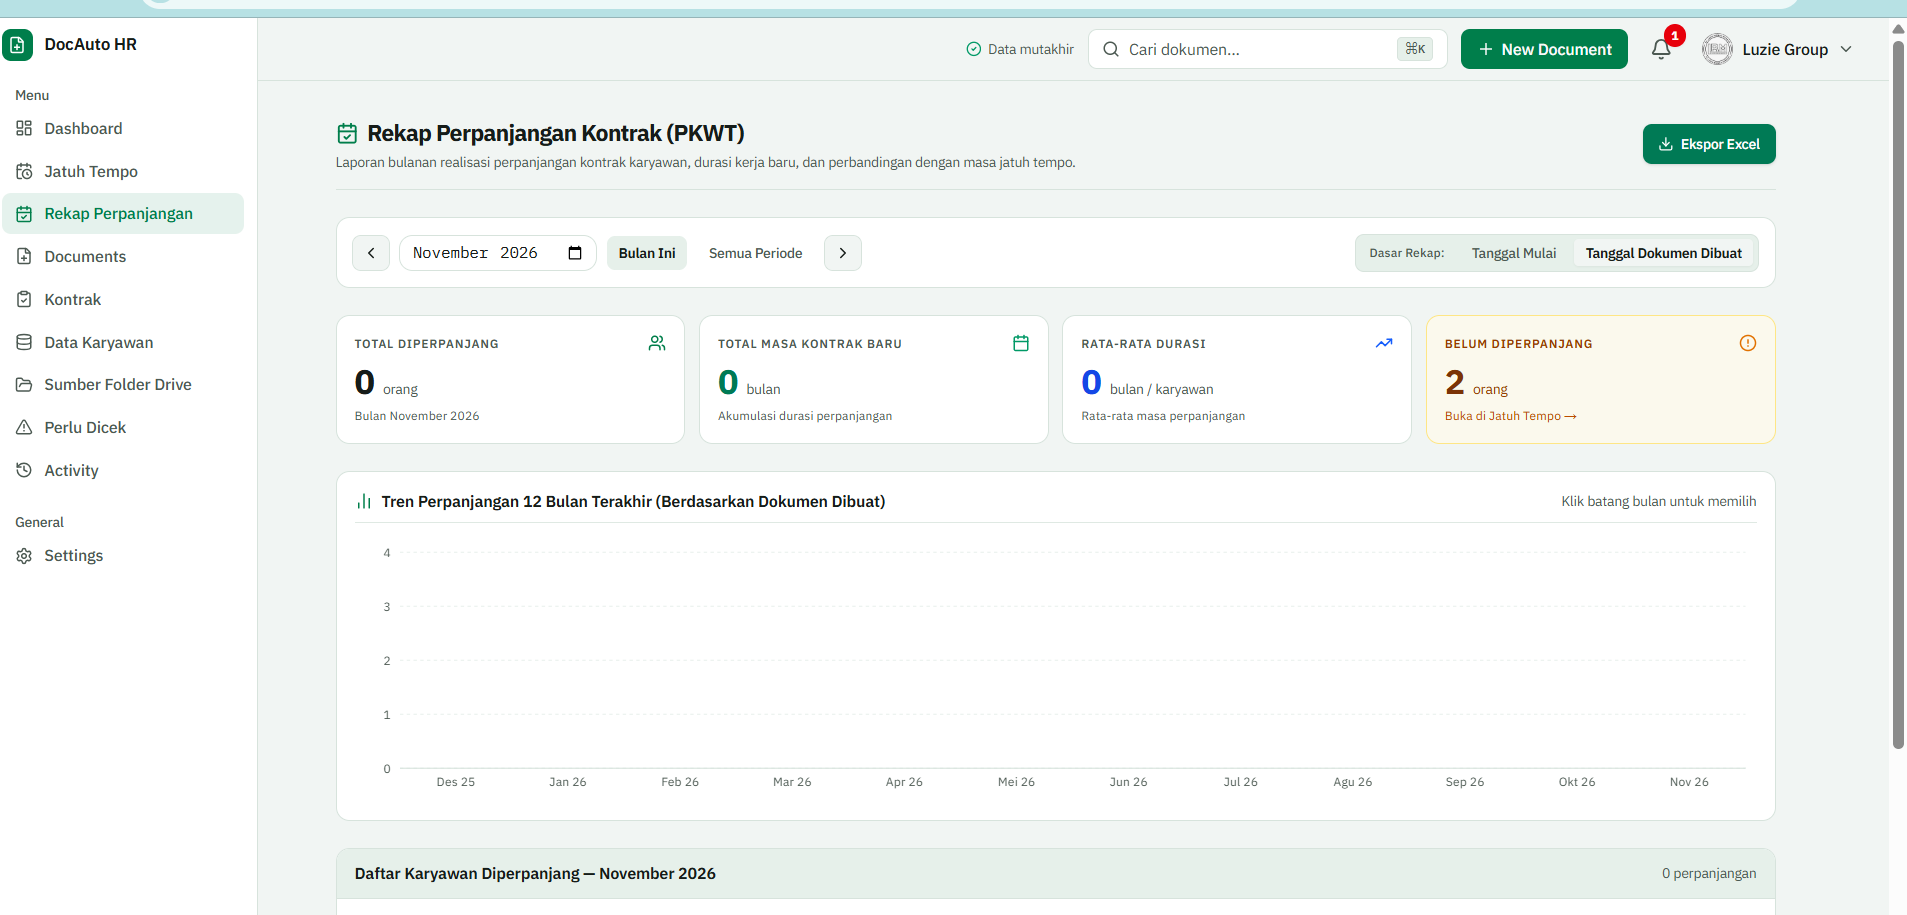 DocAuto HR
Data mutakhir
Cari dokumen...
⌘K
+ New Document
1
Luzie Group
Menu
Dashboard
Jatuh Tempo
Rekap Perpanjangan
Documents
Kontrak
Data Karyawan
Sumber Folder Drive
Perlu Dicek
Activity
General
Settings
Rekap Perpanjangan Kontrak (PKWT)
Laporan bulanan realisasi perpanjangan kontrak karyawan, durasi kerja baru, dan perbandingan dengan masa jatuh tempo.
Ekspor Excel
November 2026
Bulan Ini
Semua Periode
Dasar Rekap:
Tanggal Mulai
Tanggal Dokumen Dibuat
TOTAL DIPERPANJANG
0 orang
Bulan November 2026
TOTAL MASA KONTRAK BARU
0 bulan
Akumulasi durasi perpanjangan
RATA-RATA DURASI
0 bulan / karyawan
Rata-rata masa perpanjangan
BELUM DIPERPANJANG
2 orang
Buka di Jatuh Tempo →
Tren Perpanjangan 12 Bulan Terakhir (Berdasarkan Dokumen Dibuat)
Klik batang bulan untuk memilih
4
3
2
1
0
Des 25
Jan 26
Feb 26
Mar 26
Apr 26
Mei 26
Jun 26
Jul 26
Agu 26
Sep 26
Okt 26
Nov 26
Daftar Karyawan Diperpanjang — November 2026
0 perpanjangan